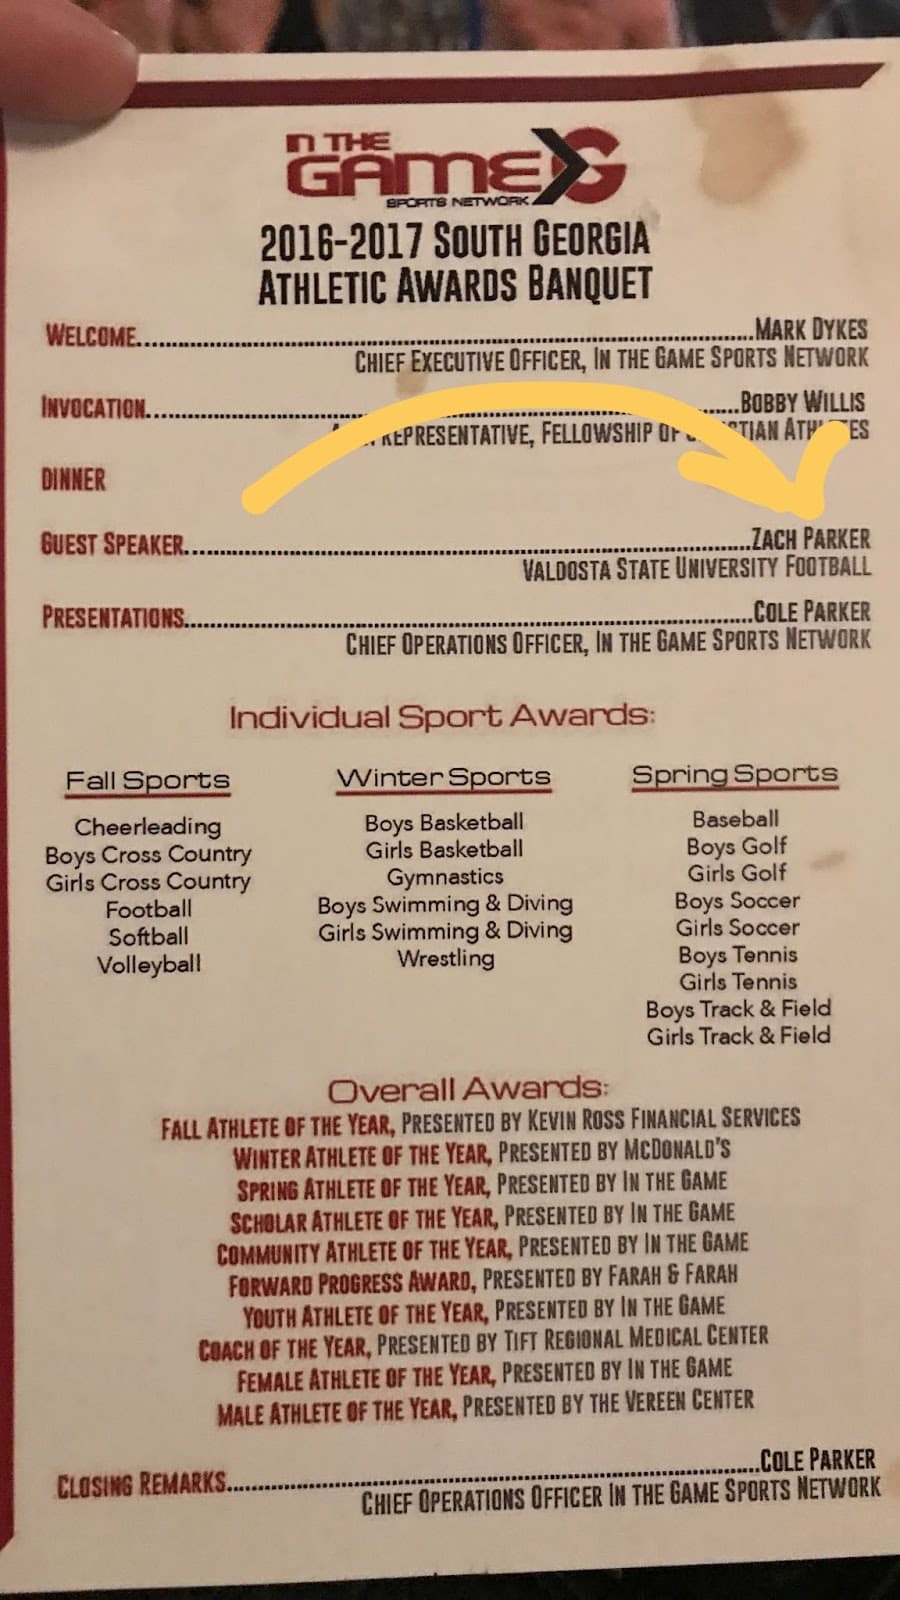 IN THE
GAME G
SPORTS NETWORK
2016-2017 SOUTH GEORGIA
ATHLETIC AWARDS BANQUET
WELCOME......MARK DYKES
CHIEF EXECUTIVE OFFICER, IN THE GAME SPORTS NETWORK
INVOCATION......BOBBY WILLIS
REPRESENTATIVE, FELLOWSHIP OF
DINNER
GUEST SPEAKER......ZACH PARKER
VALDOSTA STATE UNIVERSITY FOOTBALL
PRESENTATIONS......COLE PARKER
CHIEF OPERATIONS OFFICER, IN THE GAME SPORTS NETWORK
Individual Sport Awards:
Fall Sports
Cheerleading
Boys Cross Country
Girls Cross Country
Football
Softball
Volleyball
Winter Sports
Boys Basketball
Girls Basketball
Gymnastics
Boys Swimming & Diving
Girls Swimming & Diving
Wrestling
Spring Sports
Baseball
Boys Golf
Girls Golf
Boys Soccer
Girls Soccer
Boys Tennis
Girls Tennis
Boys Track & Field
Girls Track & Field
Overall Awards:
FALL ATHLETE OF THE YEAR, PRESENTED BY KEVIN ROSS FINANCIAL SERVICES
WINTER ATHLETE OF THE YEAR, PRESENTED BY MCDONALD'S
SPRING ATHLETE OF THE YEAR, PRESENTED BY IN THE GAME
SCHOLAR ATHLETE OF THE YEAR, PRESENTED BY IN THE GAME
COMMUNITY ATHLETE OF THE YEAR, PRESENTED BY IN THE GAME
FORWARD PROGRESS AWARD, PRESENTED BY FARAH & FARAH
YOUTH ATHLETE OF THE YEAR, PRESENTED BY IN THE GAME
COACH OF THE YEAR, PRESENTED BY TIFT REGIONAL MEDICAL CENTER
FEMALE ATHLETE OF THE YEAR, PRESENTED BY IN THE GAME
MALE ATHLETE OF THE YEAR, PRESENTED BY THE VEREEN CENTER
CLOSING REMARKS......COLE PARKER
CHIEF OPERATIONS OFFICER IN THE GAME SPORTS NETWORK